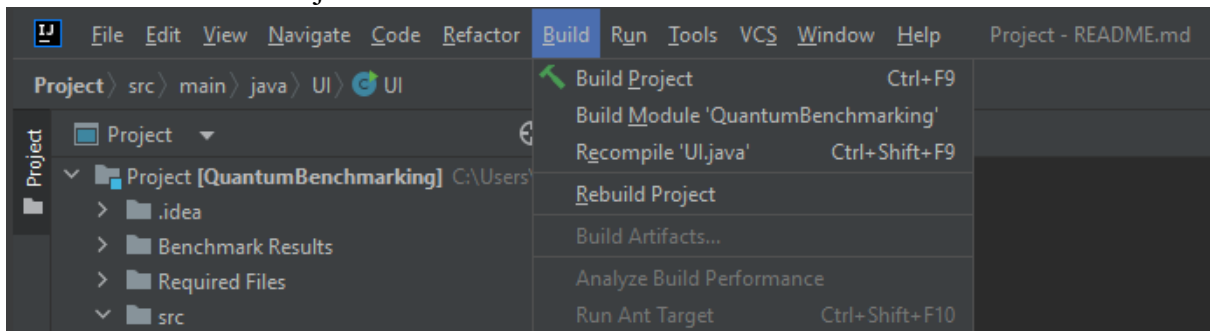 IJ File Edit View Navigate Code Refactor Build Run Tools VCS Window Help Project - README.md
Project 〉 src 〉 main 〉 java 〉 UI 〉 UI
Project
Project
Project [QuantumBenchmarking] C:\Users\
.idea
Benchmark Results
Required Files
src
Build Project Ctrl+F9
Build Module 'QuantumBenchmarking'
Recompile 'UI.java' Ctrl+Shift+F9
Rebuild Project
Build Artifacts...
Analyze Build Performance
Run Ant Target Ctrl+Shift+F10